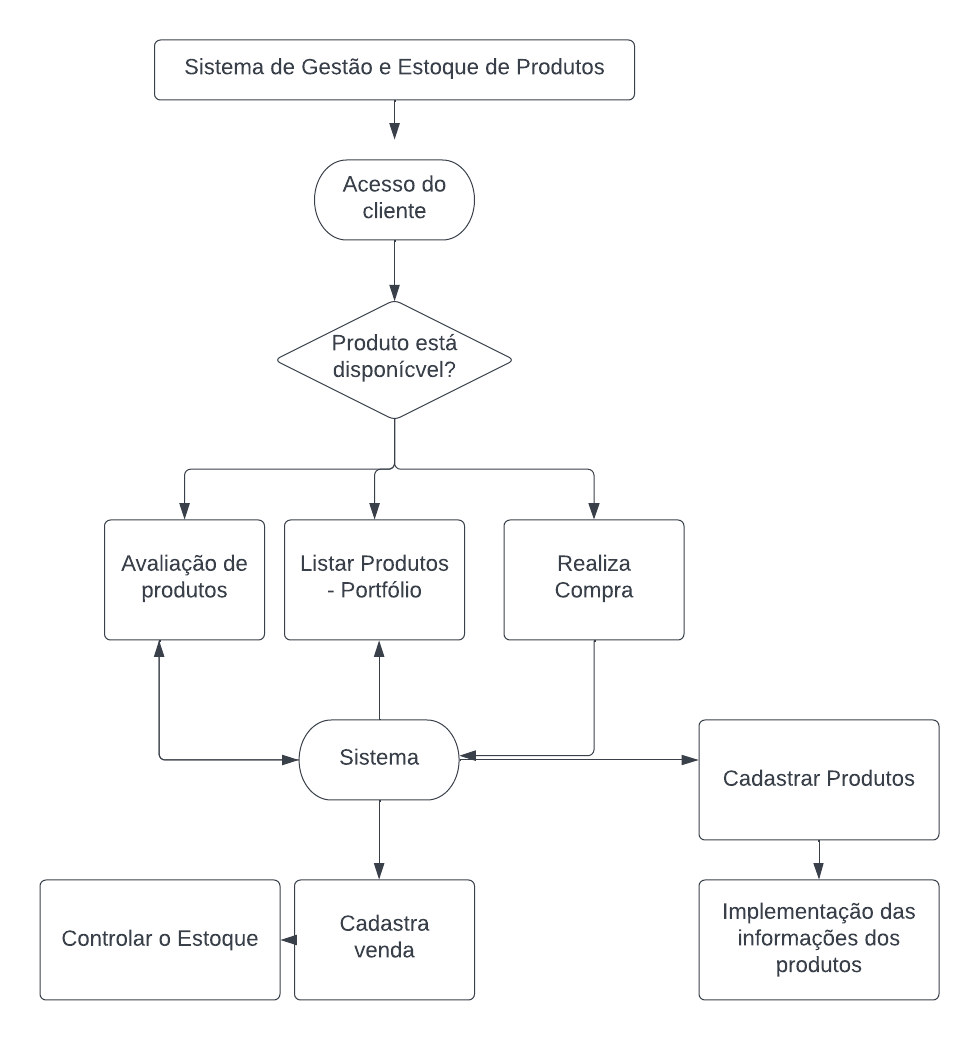 Sistema de Gestão e Estoque de Produtos
Acesso do
cliente
Produto está
disponícvel?
Avaliação de
produtos
Listar Produtos
- Portfólio
Realiza
Compra
Sistema
Cadastrar Produtos
Controlar o Estoque
Cadastra
venda
Implementação das
informações dos
produtos